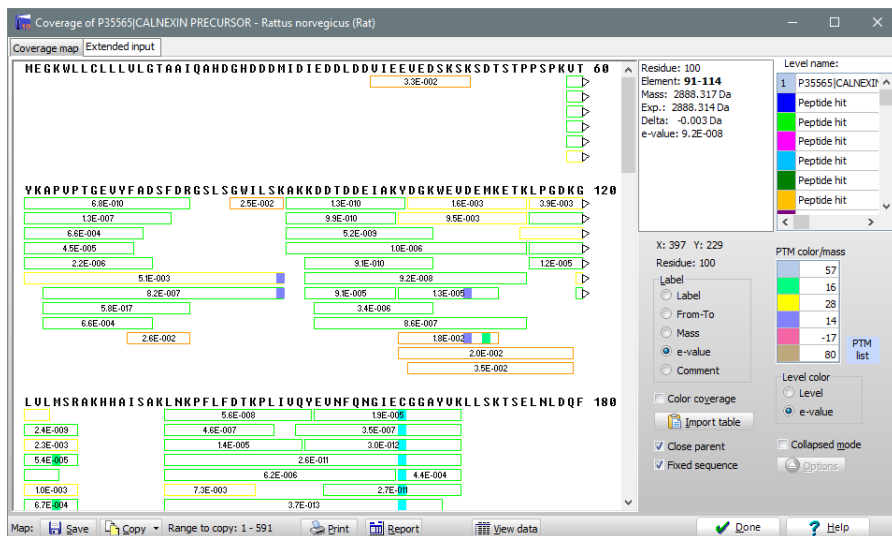 Coverage of P35565|CALNEXIN PRECURSOR - Rattus norvegicus (Rat)
Coverage map
Extended input
MEGKWLLCLLLVLGTAAIQAHDGHDDDMIDIEDDLDDVIEEVEDSKSKSDTSTPPSPKVT 60
3.3E-002
YKAPVPTGEVYFADSFDRGSLSGWILSKAKKDDTDDEIAKYDGKWEVDEMKETKLPGDKG 120
6.8E-010
2.5E-002
1.3E-010
1.6E-003
3.9E-003
1.3E-007
9.9E-010
9.5E-003
6.6E-004
5.2E-009
4.5E-005
1.0E-006
2.2E-006
9.1E-010
1.2E-005
5.1E-003
9.2E-008
8.2E-007
9.1E-005
1.3E-005
5.8E-017
3.4E-006
6.6E-004
8.6E-007
2.6E-002
1.8E-002
2.0E-002
3.5E-002
LVLMSRAKHHAISAKLNKPFLFDTKPLIVQYEVNFQNGIECGGAYVKLLSKTSELNLDQF 180
5.6E-008
1.9E-005
2.4E-009
4.6E-007
3.5E-007
2.3E-003
1.4E-005
3.0E-012
5.4E-005
2.6E-011
6.2E-006
4.4E-004
1.0E-003
7.3E-003
2.7E-011
6.7E-004
3.7E-013
Residue: 100
Element: 91-114
Mass: 2888.317 Da
Exp.: 2888.314 Da
Delta: -0.003 Da
e-value: 9.2E-008
Level name:
1 P35565|CALNEXIN
Peptide hit
Peptide hit
Peptide hit
Peptide hit
Peptide hit
Peptide hit
X: 397 Y: 229
Residue: 100
Label
Label
From-To
Mass
e-value
Comment
Color coverage
Import table
Close parent
Fixed sequence
PTM color/mass
57
16
28
14
-17
80
PTM
list
Level color
Level
e-value
Collapsed mode
Options
Map:
Save
Copy
Range to copy: 1 - 591
Print
Report
View data
Done
Help